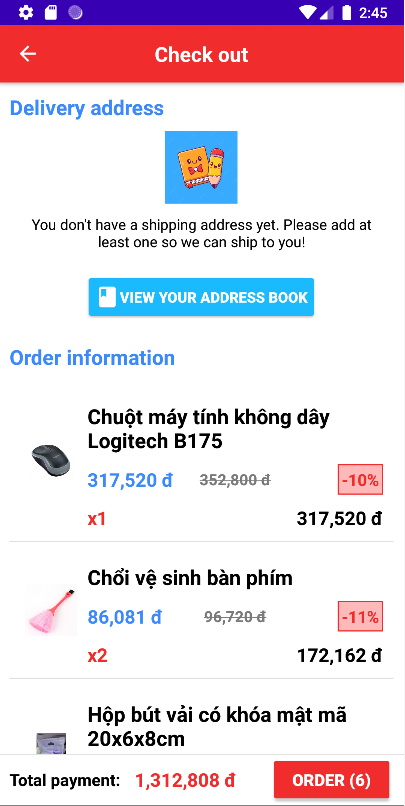 2:45
Check out
Delivery address
You don't have a shipping address yet. Please add at
least one so we can ship to you!
VIEW YOUR ADDRESS BOOK
Order information
Chuột máy tính không dây
Logitech B175
317,520 đ 352,800 đ -10%
x1 317,520 đ
Chổi vệ sinh bàn phím
86,081 đ 96,720 đ -11%
x2 172,162 đ
Hộp bút vải có khóa mật mã
20x6x8cm
Total payment: 1,312,808 đ ORDER (6)